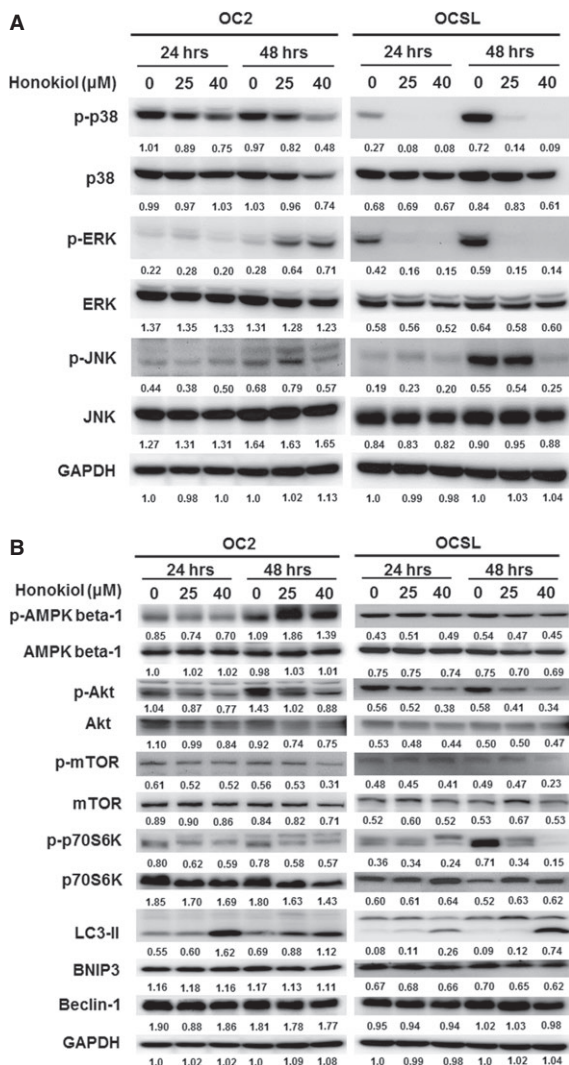 A
OC2 OCSL
24 hrs 48 hrs 24 hrs 48 hrs
Honokiol (µM) 0 25 40 0 25 40 0 25 40 0 25 40
p-p38
1.01 0.89 0.75 0.97 0.82 0.48 0.27 0.08 0.08 0.72 0.14 0.09
p38
0.99 0.97 1.03 1.03 0.96 0.74 0.68 0.69 0.67 0.84 0.83 0.61
p-ERK
0.22 0.28 0.20 0.28 0.64 0.71 0.42 0.16 0.15 0.59 0.15 0.14
ERK
1.37 1.35 1.33 1.31 1.28 1.23 0.58 0.56 0.52 0.64 0.58 0.60
p-JNK
0.44 0.38 0.50 0.68 0.79 0.57 0.19 0.23 0.20 0.55 0.54 0.25
JNK
1.27 1.31 1.31 1.64 1.63 1.65 0.84 0.83 0.82 0.90 0.95 0.88
GAPDH
1.0 0.98 1.0 1.0 1.02 1.13 1.0 0.99 0.98 1.0 1.03 1.04
B
OC2 OCSL
24 hrs 48 hrs 24 hrs 48 hrs
Honokiol (µM) 0 25 40 0 25 40 0 25 40 0 25 40
p-AMPK beta-1
0.85 0.74 0.70 1.09 1.86 1.39 0.43 0.51 0.49 0.54 0.47 0.45
AMPK beta-1
1.0 1.02 1.02 0.98 1.03 1.01 0.75 0.75 0.74 0.75 0.70 0.69
p-Akt
1.04 0.87 0.77 1.43 1.02 0.88 0.56 0.52 0.38 0.58 0.41 0.34
Akt
1.10 0.99 0.84 0.92 0.74 0.75 0.53 0.48 0.44 0.50 0.50 0.47
p-mTOR
0.61 0.52 0.52 0.56 0.53 0.31 0.48 0.45 0.41 0.49 0.47 0.23
mTOR
0.89 0.90 0.86 0.84 0.82 0.71 0.52 0.60 0.52 0.53 0.67 0.53
p-p70S6K
0.80 0.62 0.59 0.78 0.58 0.57 0.36 0.34 0.24 0.71 0.34 0.15
p70S6K
1.85 1.70 1.69 1.80 1.63 1.43 0.60 0.61 0.64 0.52 0.63 0.62
LC3-II
0.55 0.60 1.62 0.69 0.88 1.12 0.08 0.11 0.26 0.09 0.12 0.74
BNIP3
1.16 1.18 1.16 1.17 1.13 1.11 0.67 0.68 0.66 0.70 0.65 0.62
Beclin-1
1.90 0.88 1.86 1.81 1.78 1.77 0.95 0.94 0.94 1.02 1.03 0.98
GAPDH
1.0 1.02 1.02 1.0 1.09 1.08 1.0 0.99 0.98 1.0 1.02 1.04